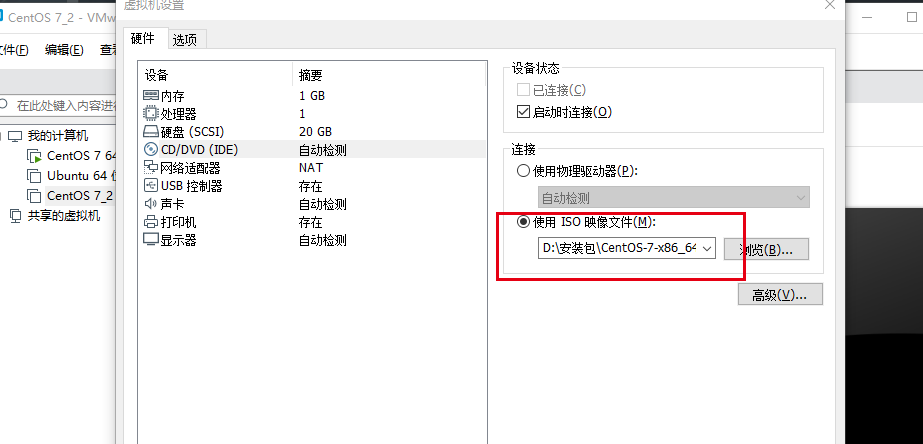 虚拟机设置
CentOS 7_2 - VMw
文件(F) 编辑(E) 查看
在此处键入内容进行
我的计算机
CentOS 7 64
Ubuntu 64 位
CentOS 7_2
共享的虚拟机
硬件 选项
设备 摘要
内存 1 GB
处理器 1
硬盘 (SCSI) 20 GB
CD/DVD (IDE) 自动检测
网络适配器 NAT
USB 控制器 存在
声卡 自动检测
打印机 存在
显示器 自动检测
设备状态
已连接(C)
启动时连接(O)
连接
使用物理驱动器(P):
自动检测
使用 ISO 映像文件(M):
D:\安装包\CentOS-7-x86_64 浏览(B)...
高级(V)...